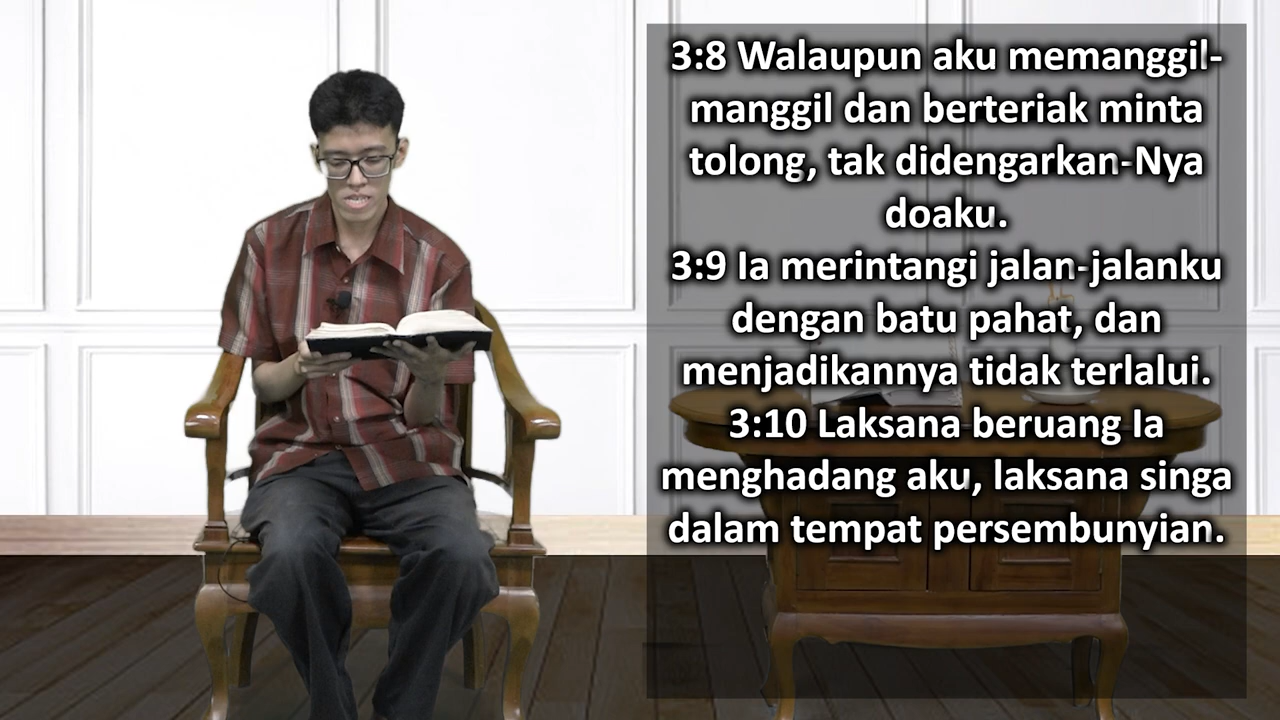 3:8 Walaupun aku memanggil-
manggil dan berteriak minta
tolong, tak didengarkan-Nya
doaku.
3:9 Ia merintangi jalan-jalanku
dengan batu pahat, dan
menjadikannya tidak terlalui.
3:10 Laksana beruang Ia
menghadang aku, laksana singa
dalam tempat persembunyian.